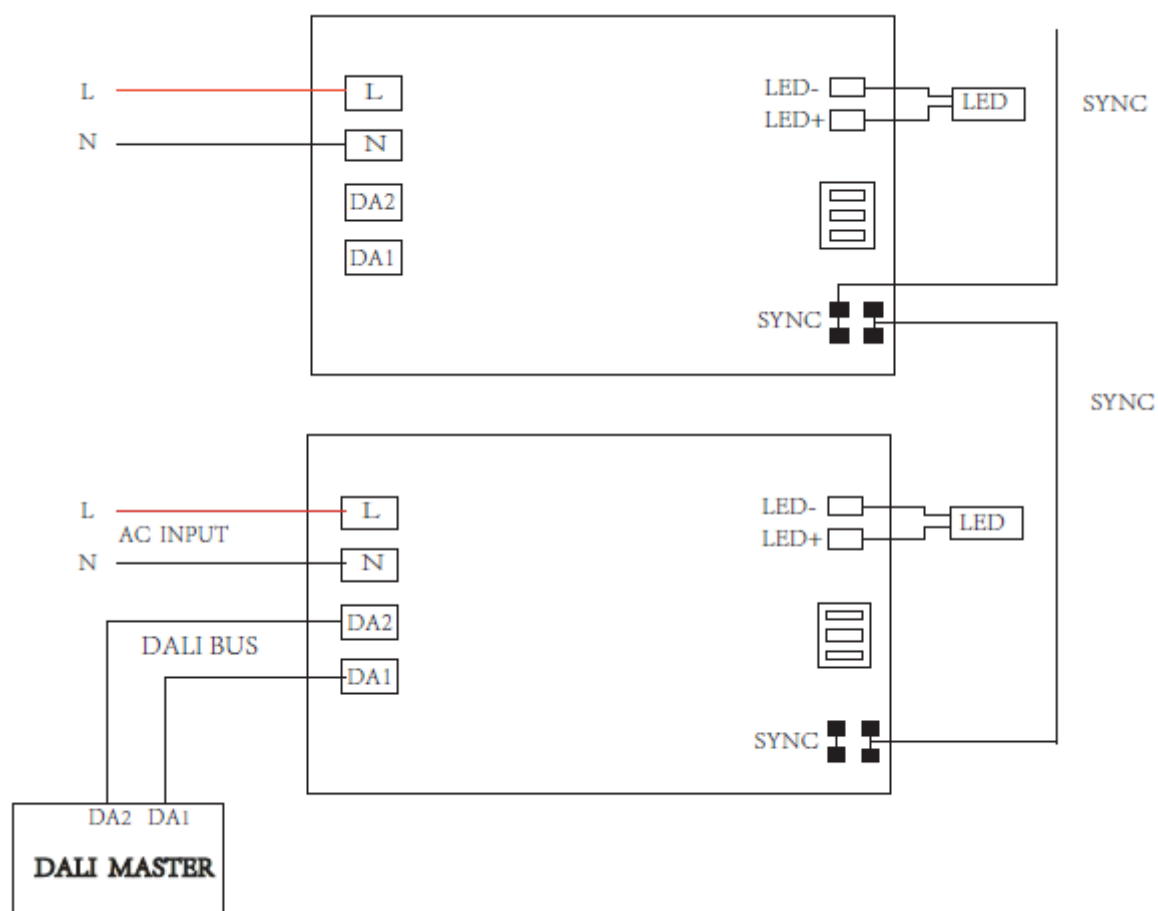 L L LED- LED SYNC
LED+
N N
DA2
DA1
SYNC
SYNC
L L LED- LED
AC INPUT LED+
N N
DA2
DALI BUS
DA1
SYNC
DA2 DA1
DALI MASTER